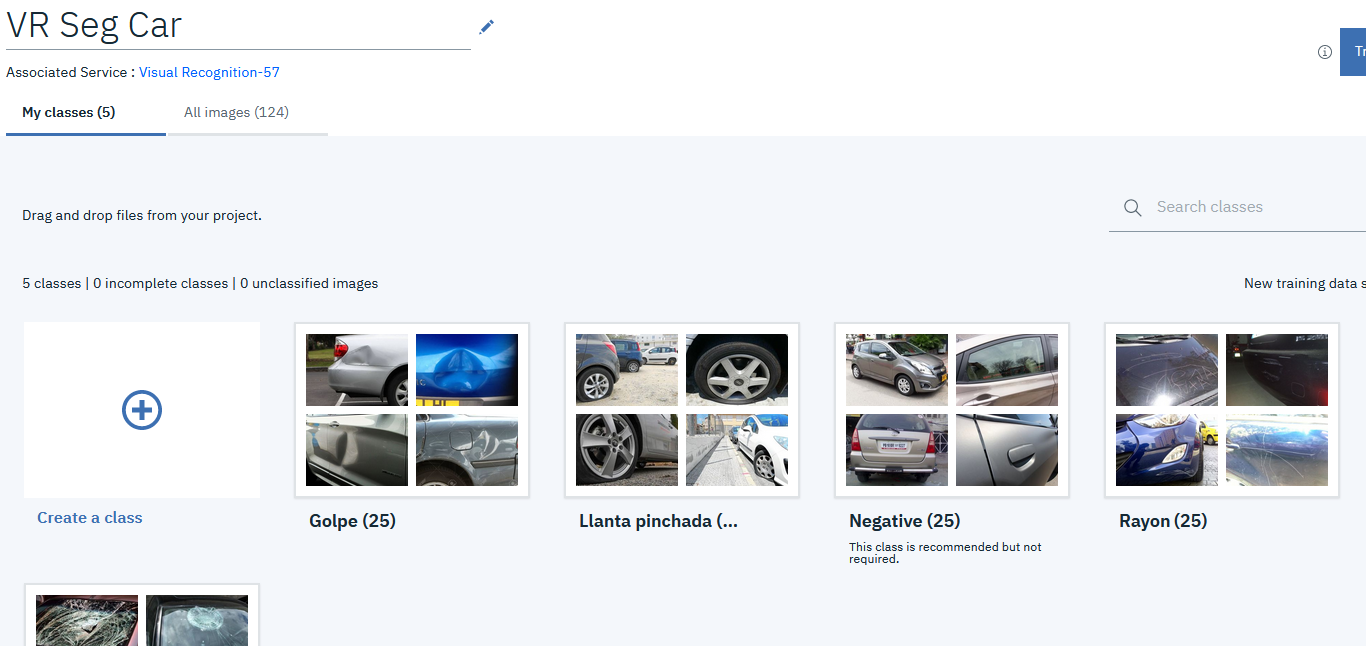 VR Seg Car
Associated Service : Visual Recognition-57
My classes (5)
All images (124)
Tr
Drag and drop files from your project.
Search classes
5 classes | 0 incomplete classes | 0 unclassified images
New training data s
Create a class
Golpe (25)
Llanta pinchada (...
Negative (25)
This class is recommended but not
required.
Rayon (25)